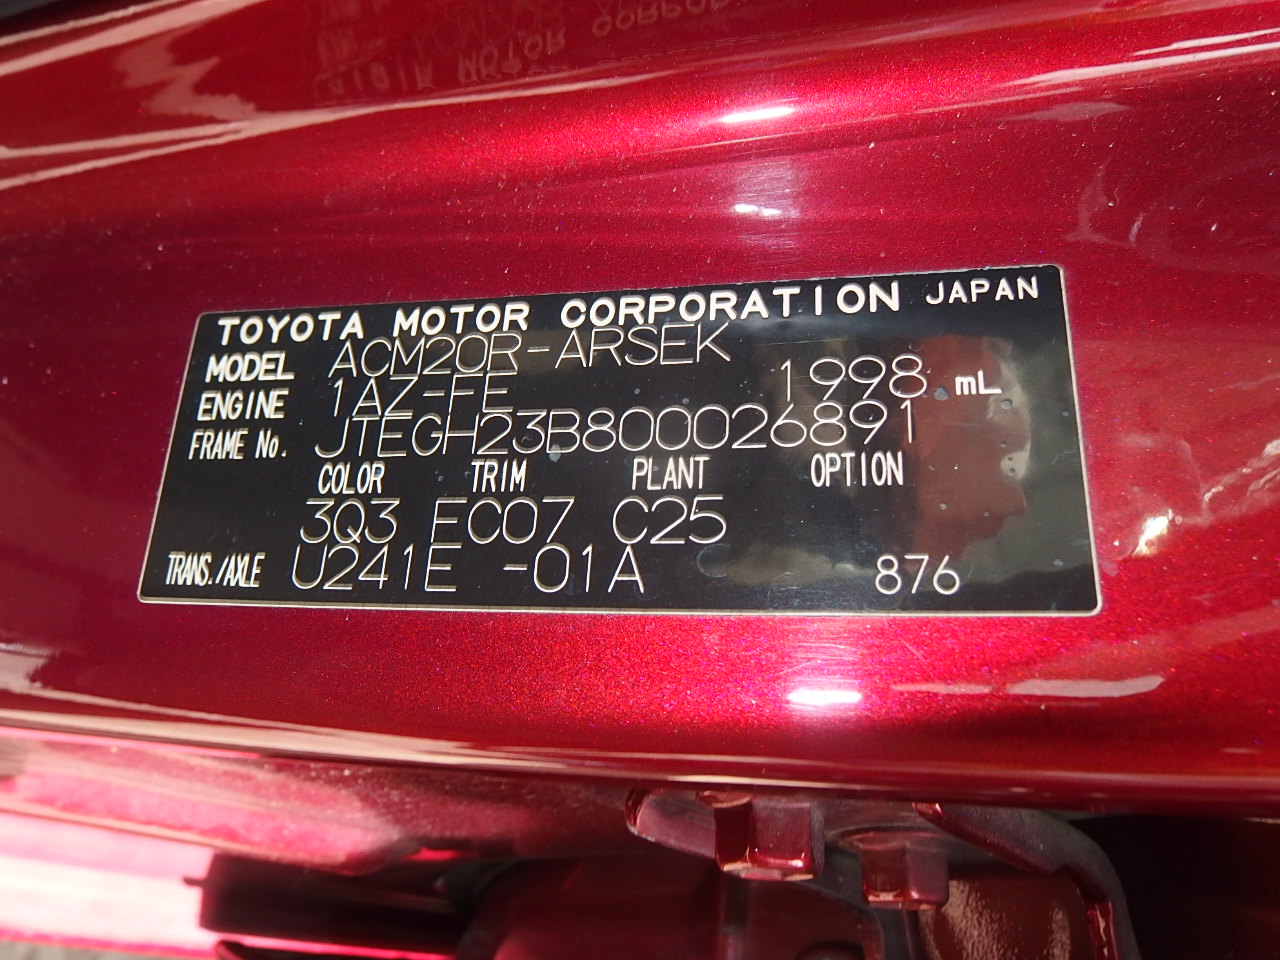 TOYOTA MOTOR CORPORATION JAPAN
MODEL ACM20R-ARSEK
ENGINE 1AZ-FE 1998 mL
FRAME No. JTEGH23B800026891
COLOR TRIM PLANT OPTION
3Q3 EC07 C25
TRANS./AXLE U241E -01A 876